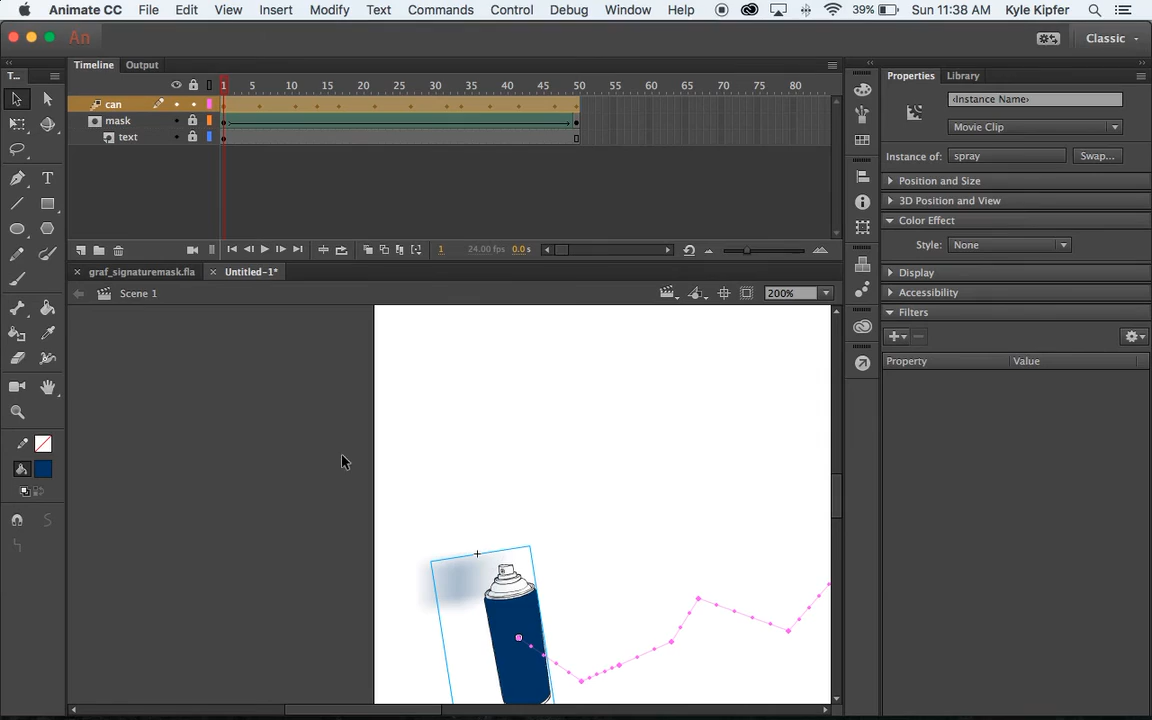 Animate CC File Edit View Insert Modify Text Commands Control Debug Window Help 39% Sun 11:38 AM Kyle Kipfer
An Classic
Timeline Output
T...
1 5 10 15 20 25 30 35 40 45 50 55 60 65 70 75 80
can
mask
text
1 24.00 fps 0.0 s
graf_signaturemask.fla Untitled-1*
Scene 1 200%
Properties Library
<Instance Name>
Movie Clip
Instance of: spray Swap...
Position and Size
3D Position and View
Color Effect
Style: None
Display
Accessibility
Filters
Property Value